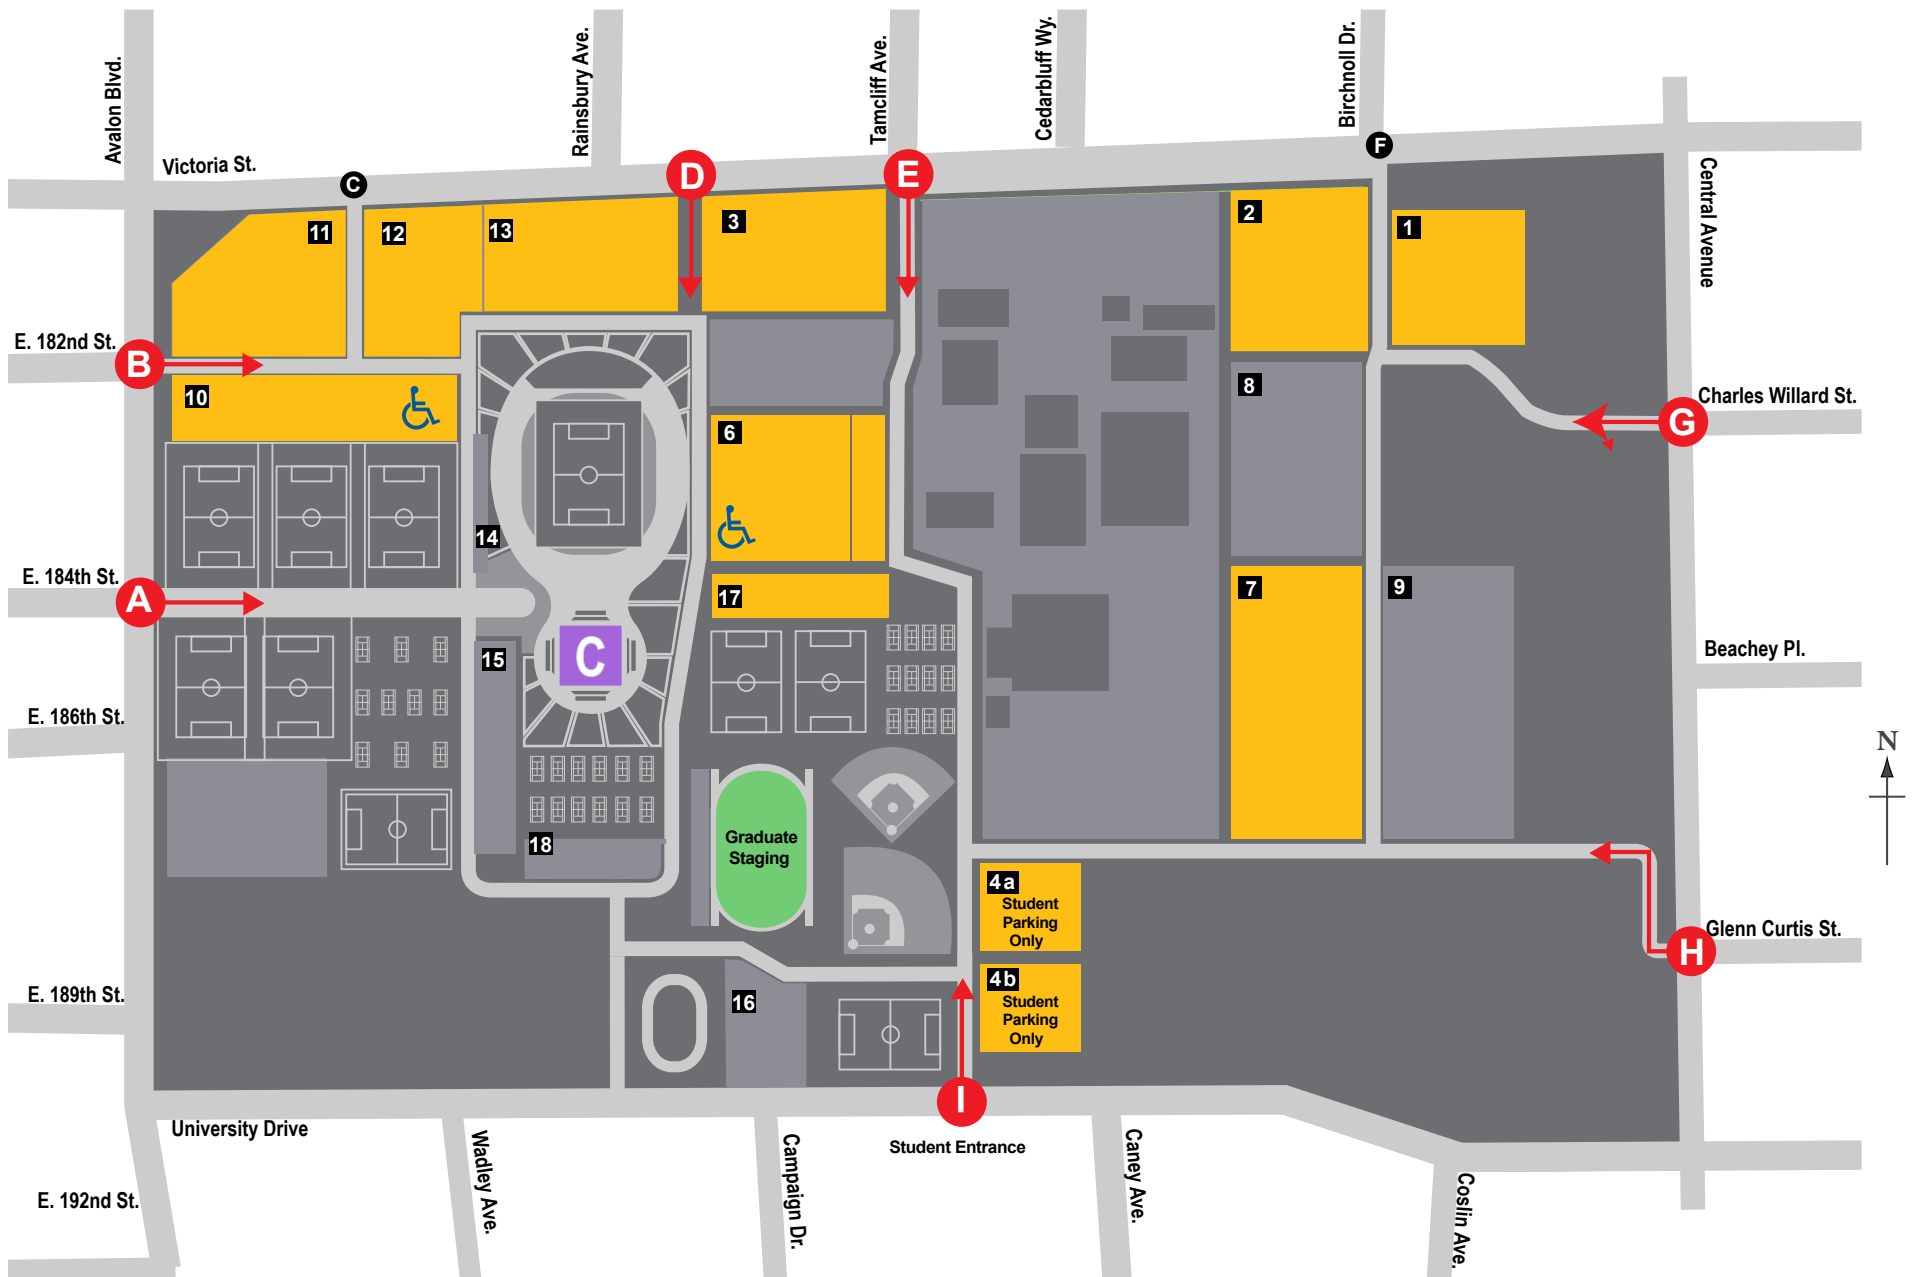 Avalon Blvd.
Rainsbury Ave.
Tamcliff Ave.
Cedarbluff Wy.
Birchnoll Dr.
Victoria St.
C
D
E
F
Central Avenue
11
12
13
3
2
1
E. 182nd St.
B
10
6
8
Charles Willard St.
G
14
E. 184th St.
A
17
7
9
C
15
Beachey Pl.
E. 186th St.
N
18
Graduate
Staging
4a
Student
Parking
Only
Glenn Curtis St.
H
E. 189th St.
16
4b
Student
Parking
Only
I
University Drive
Student Entrance
Wadley Ave.
Campaign Dr.
Caney Ave.
Coslin Ave.
E. 192nd St.